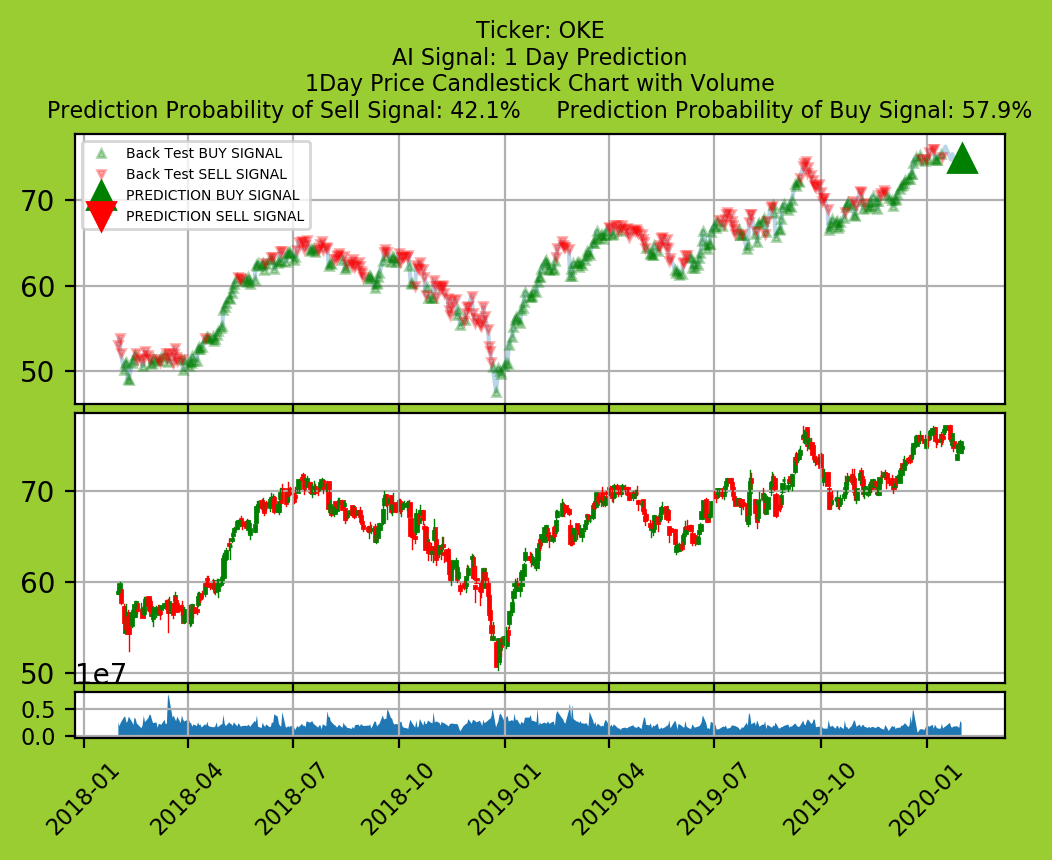 Ticker: OKE
AI Signal: 1 Day Prediction
1Day Price Candlestick Chart with Volume
Prediction Probability of Sell Signal: 42.1% Prediction Probability of Buy Signal: 57.9%
Back Test BUY SIGNAL
Back Test SELL SIGNAL
PREDICTION BUY SIGNAL
PREDICTION SELL SIGNAL
70
60
50
70
60
50
1e7
0.5
0.0
2018-01 2018-04 2018-07 2018-10 2019-01 2019-04 2019-07 2019-10 2020-01